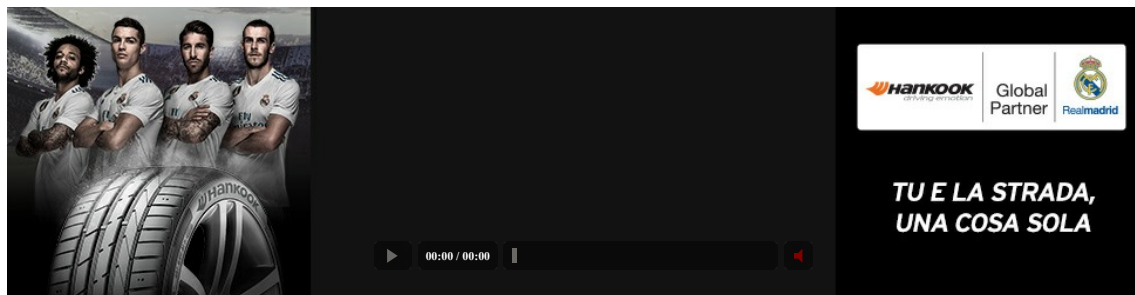 HANKOOK
00:00 / 00:00
HANKOOK
driving emotion
Global
Partner
Realmadrid
TU E LA STRADA,
UNA COSA SOLA